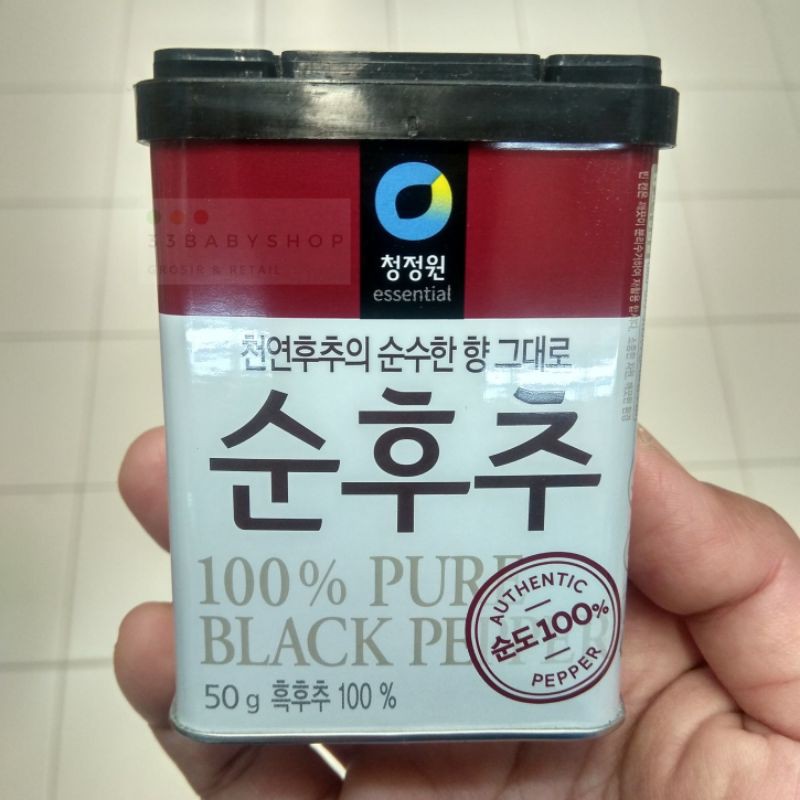 33BABYSHOP
GROSIR & RETAIL
청정원
essential
천연후추의 순수한 향 그대로
순후추
100% PURE
BLACK PEPPER
AUTHENTIC
순도100%
PEPPER
50g 흑후추 100 %